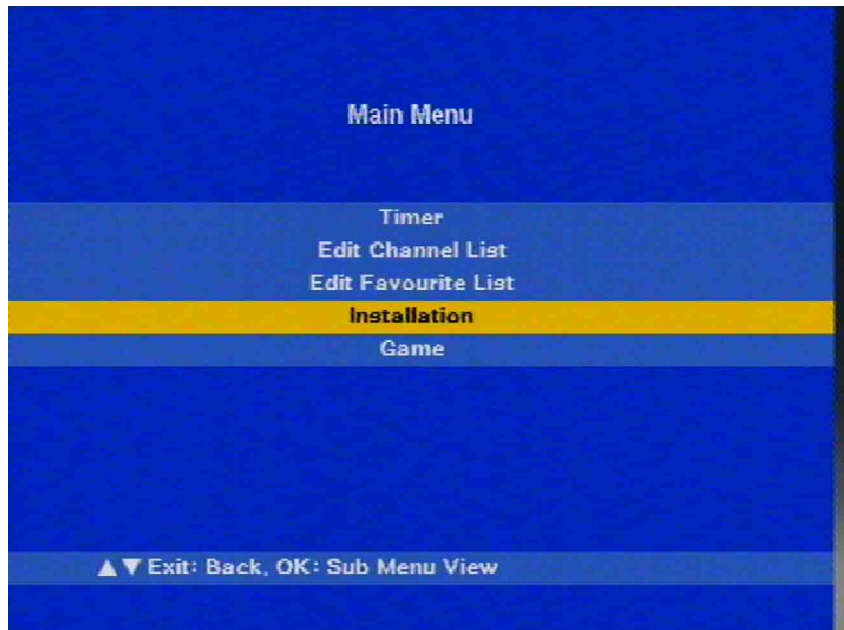 Main Menu
Timer
Edit Channel List
Edit Favourite List
Installation
Game
▲▼ Exit: Back, OK: Sub Menu View